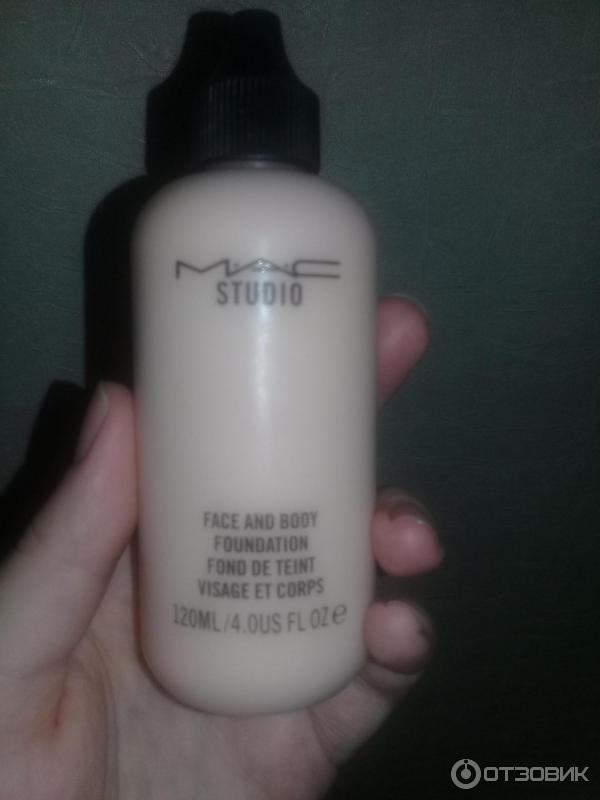 MAC
STUDIO
FACE AND BODY
FOUNDATION
FOND DE TEINT
VISAGE ET CORPS
120ML/4.0US FL OZ℮
ОТЗОВИК